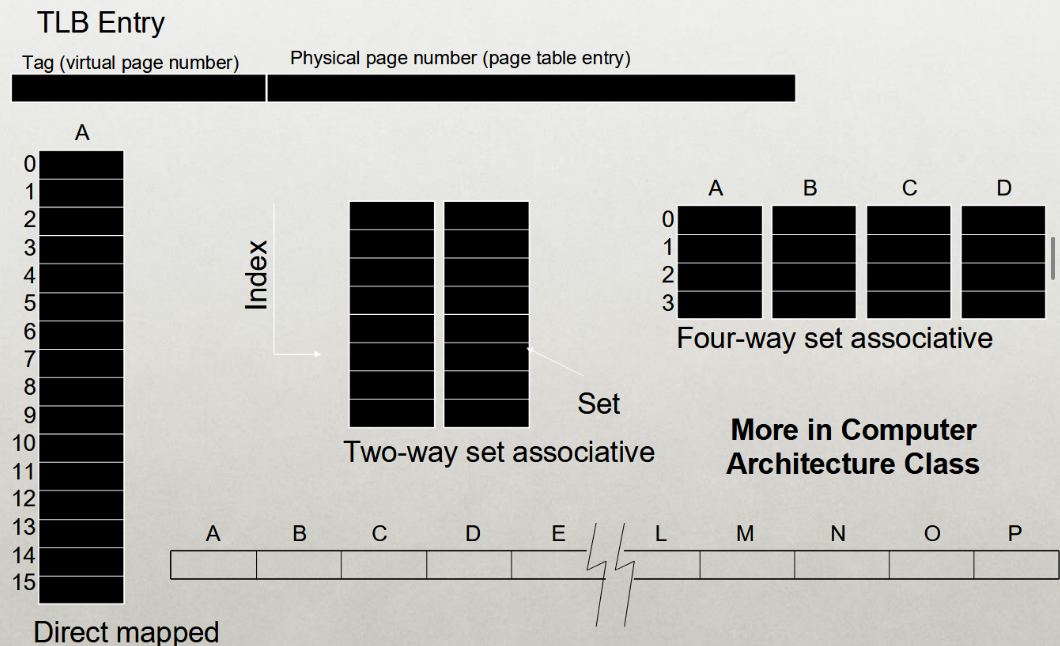 TLB Entry
Tag (virtual page number)
Physical page number (page table entry)
A
0
1
2
3
4
5
6
7
8
9
10
11
12
13
14
15
Direct mapped
Index
Set
Two-way set associative
A B C D
0
1
2
3
Four-way set associative
More in Computer
Architecture Class
A B C D E L M N O P